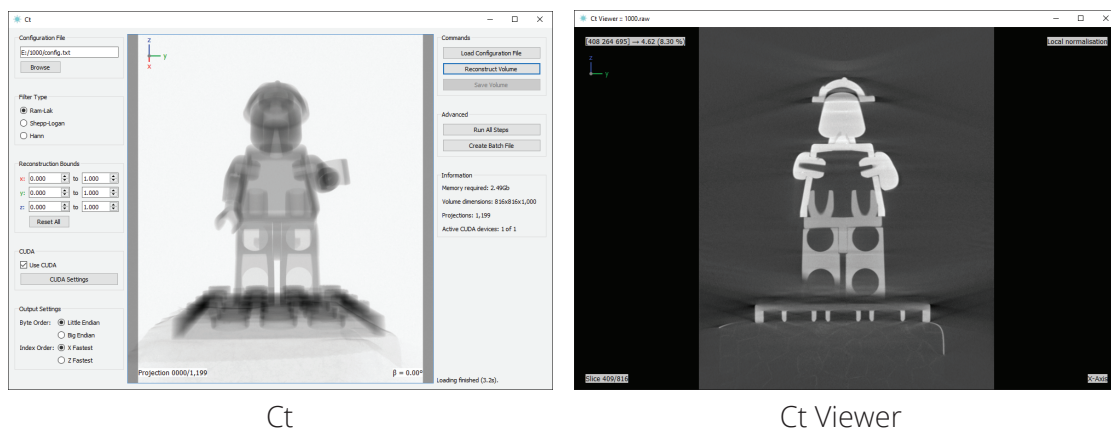 Ct
Configuration File
E:/1000/config.txt
Browse
Filter Type
Ram-Lak
Shepp-Logan
Hann
Reconstruction Bounds
x: 0.000 to 1.000
y: 0.000 to 1.000
z: 0.000 to 1.000
Reset All
CUDA
Use CUDA
CUDA Settings
Output Settings
Byte Order: Little Endian
Big Endian
Index Order: X Fastest
Z Fastest
z
y
x
Projection 0000/1,199
β = 0.00°
Commands
Load Configuration File
Reconstruct Volume
Save Volume
Advanced
Run All Steps
Create Batch File
Information
Memory required: 2.49Gb
Volume dimensions: 816x816x1,000
Projections: 1,199
Active CUDA devices: 1 of 1
Loading finished (3.2s).
Ct
Ct Viewer - 1000.raw
[408 264 695] → 4.62 (8.30 %)
Local normalisation
z
y
Slice 409/816
X-Axis
Ct Viewer